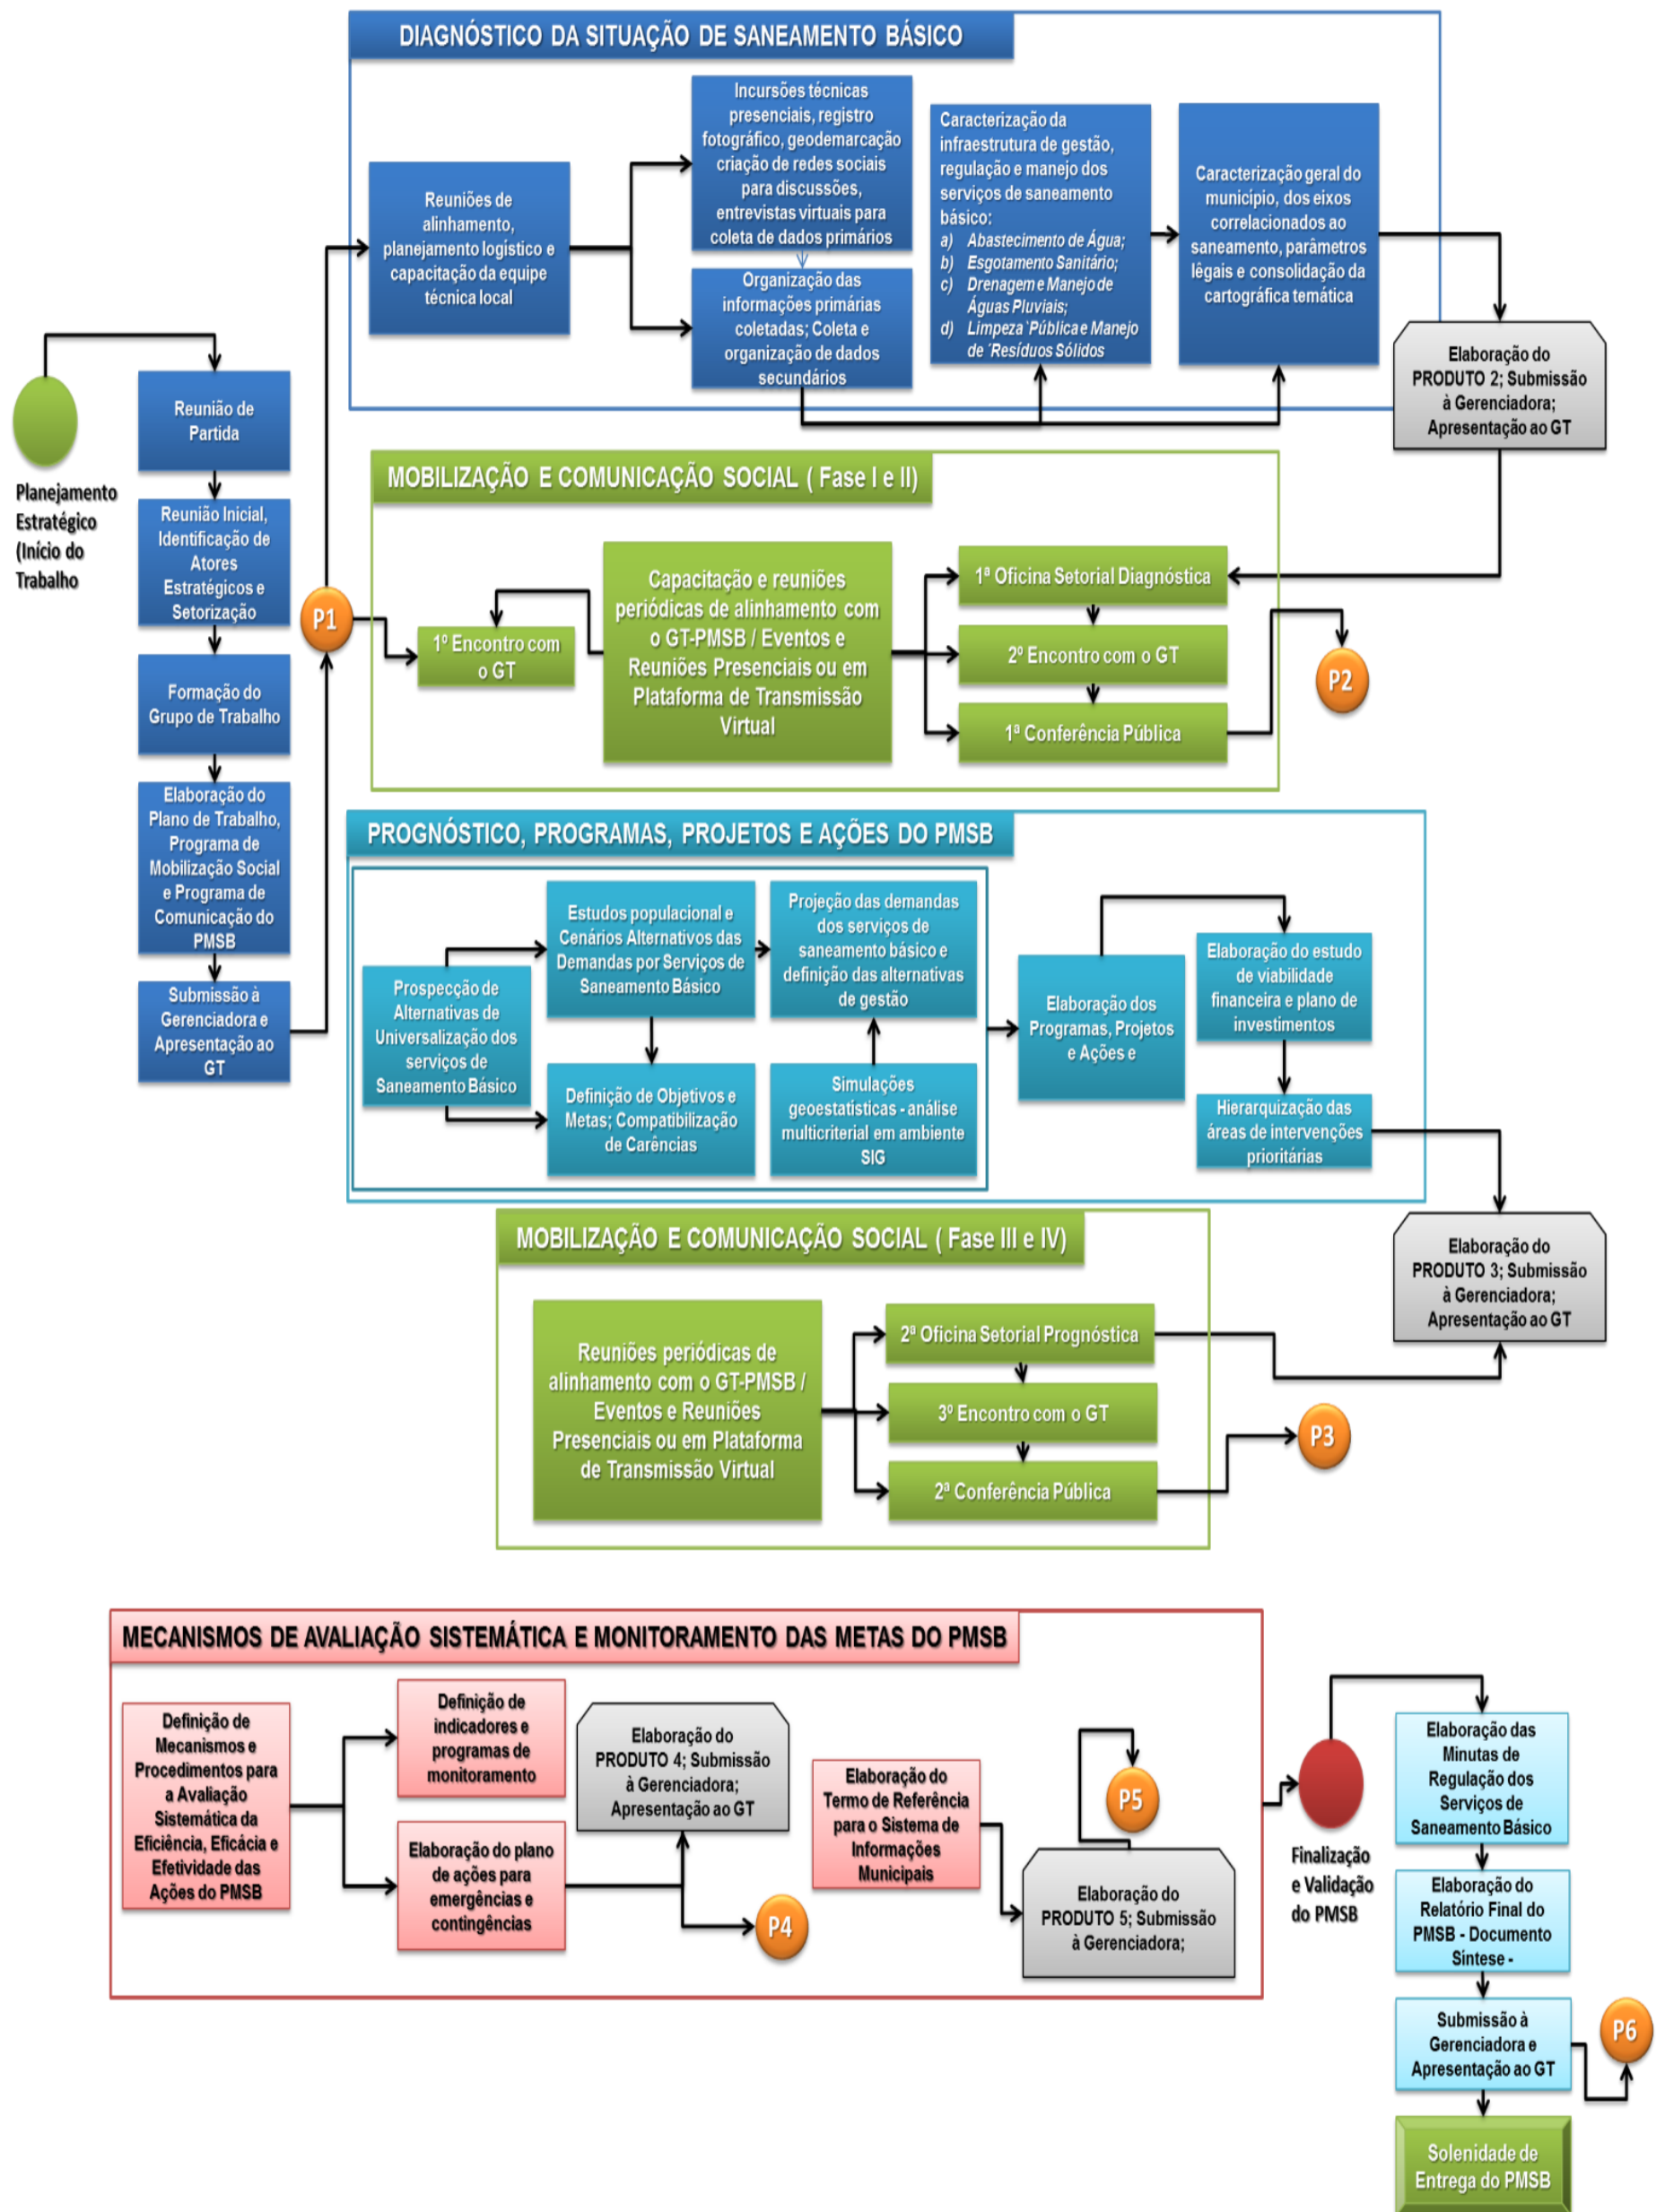 DIAGNÓSTICO DA SITUAÇÃO DE SANEAMENTO BÁSICO
Reuniões de
alinhamento,
planejamento logístico e
capacitação da equipe
técnica local
Incursões técnicas
presenciais, registro
fotográfico, geodemarcação
criação de redes sociais
para discussões,
entrevistas virtuais para
coleta de dados primários
Organização das
informações primárias
coletadas; Coleta e
organização de dados
secundários
Caracterização da
infraestrutura de gestão,
regulação e manejo dos
serviços de saneamento
básico:
a) Abastecimento de Água;
b) Esgotamento Sanitário;
c) Drenagem e Manejo de
Águas Pluviais;
d) Limpeza `Pública e Manejo
de ´Resíduos Sólidos
Caracterização geral do
município, dos eixos
correlacionados ao
saneamento, parâmetros
lêgais e consolidação da
cartográfica temática
Elaboração do
PRODUTO 2; Submissão
à Gerenciadora;
Apresentação ao GT
Planejamento
Estratégico
(Início do
Trabalho
Reunião de
Partida
Reunião Inicial,
Identificação de
Atores
Estratégicos e
Setorização
Formação do
Grupo de Trabalho
Elaboração do
Plano de Trabalho,
Programa de
Mobilização Social
e Programa de
Comunicação do
PMSB
Submissão à
Gerenciadora e
Apresentação ao
GT
P1
MOBILIZAÇÃO E COMUNICAÇÃO SOCIAL ( Fase I e II)
1º Encontro com
o GT
Capacitação e reuniões
periódicas de alinhamento com
o GT-PMSB / Eventos e
Reuniões Presenciais ou em
Plataforma de Transmissão
Virtual
1ª Oficina Setorial Diagnóstica
2º Encontro com o GT
1ª Conferência Pública
P2
PROGNÓSTICO, PROGRAMAS, PROJETOS E AÇÕES DO PMSB
Prospecção de
Alternativas de
Universalização dos
serviços de
Saneamento Básico
Estudos populacional e
Cenários Alternativos das
Demandas por Serviços de
Saneamento Básico
Definição de Objetivos e
Metas; Compatibilização
de Carências
Projeção das demandas
dos serviços de
saneamento básico e
definição das alternativas
de gestão
Simulações
geoestatísticas - análise
multicriterial em ambiente
SIG
Elaboração dos
Programas, Projetos
e Ações e
Elaboração do estudo
de viabilidade
financeira e plano de
investimentos
Hierarquização das
áreas de intervenções
prioritárias
Elaboração do
PRODUTO 3; Submissão
à Gerenciadora;
Apresentação ao GT
MOBILIZAÇÃO E COMUNICAÇÃO SOCIAL ( Fase III e IV)
Reuniões periódicas de
alinhamento com o GT-PMSB /
Eventos e Reuniões
Presenciais ou em Plataforma
de Transmissão Virtual
2ª Oficina Setorial Prognóstica
3º Encontro com o GT
2ª Conferência Pública
P3
MECANISMOS DE AVALIAÇÃO SISTEMÁTICA E MONITORAMENTO DAS METAS DO PMSB
Definição de
Mecanismos e
Procedimentos para
a Avaliação
Sistemática da
Eficiência, Eficácia e
Efetividade das
Ações do PMSB
Definição de
indicadores e
programas de
monitoramento
Elaboração do plano
de ações para
emergências e
contingências
Elaboração do
PRODUTO 4; Submissão
à Gerenciadora;
Apresentação ao GT
P4
Elaboração do
Termo de Referência
para o Sistema de
Informações
Municipais
P5
Elaboração do
PRODUTO 5; Submissão
à Gerenciadora;
Finalização
e Validação
do PMSB
Elaboração das
Minutas de
Regulação dos
Serviços de
Saneamento Básico
Elaboração do
Relatório Final do
PMSB - Documento
Síntese -
Submissão à
Gerenciadora e
Apresentação ao GT
P6
Solenidade de
Entrega do PMSB